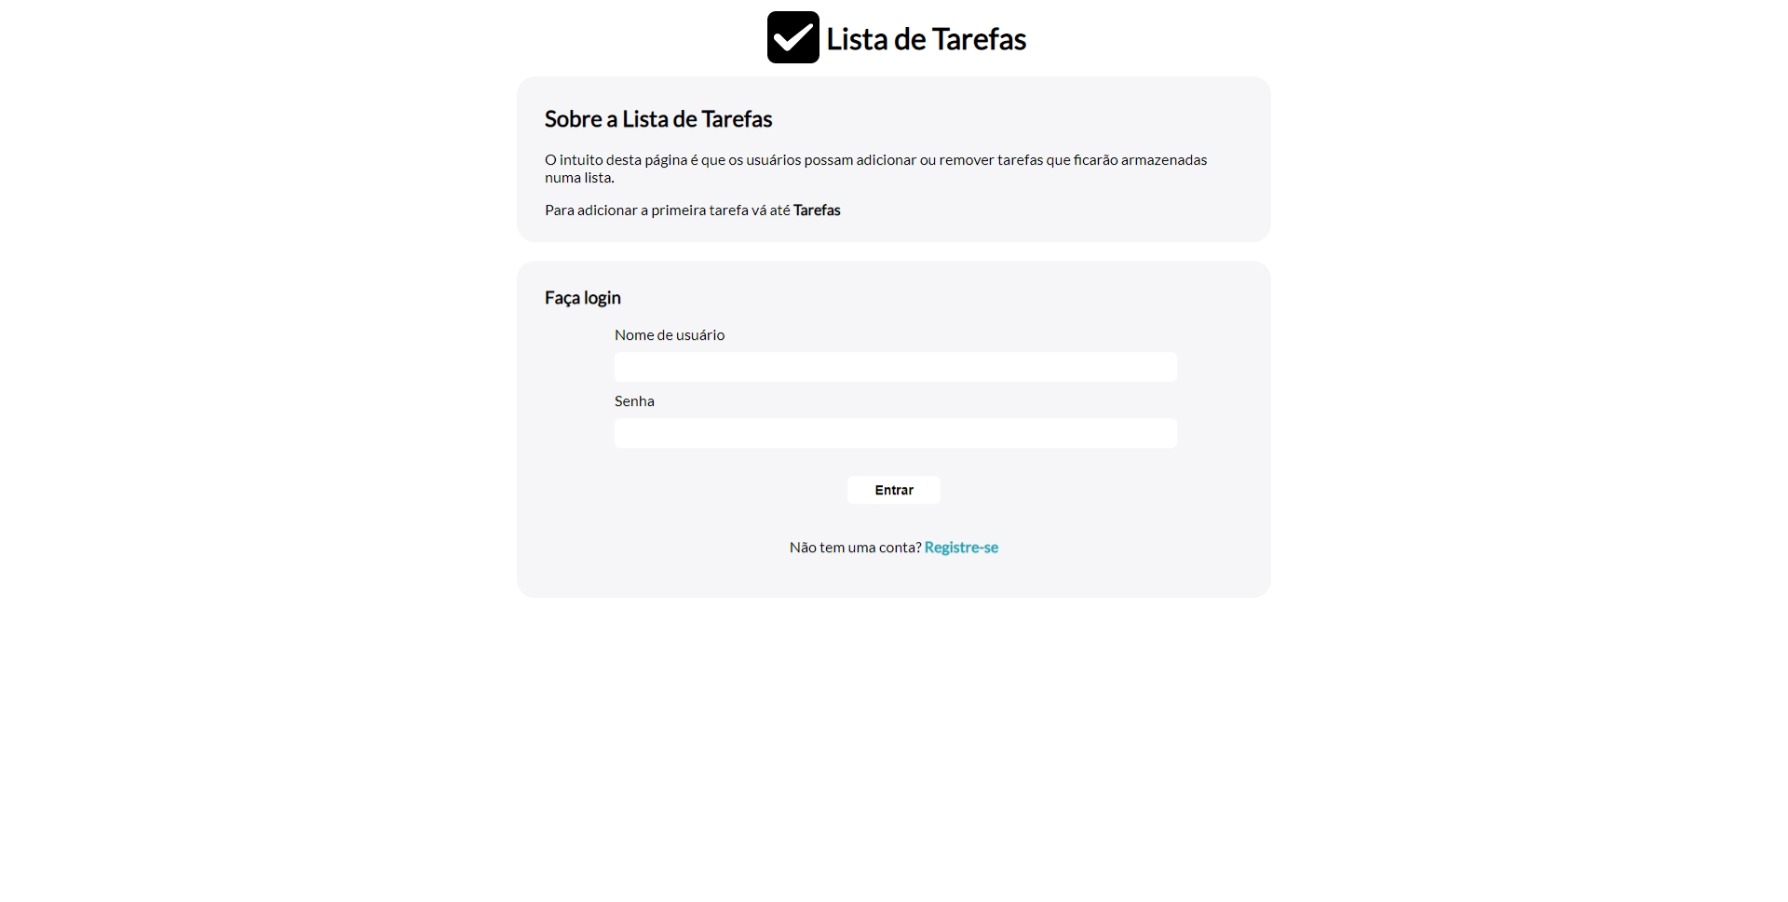 Lista de Tarefas
Sobre a Lista de Tarefas
O intuito desta página é que os usuários possam adicionar ou remover tarefas que ficarão armazenadas
numa lista.
Para adicionar a primeira tarefa vá até Tarefas
Faça login
Nome de usuário
Senha
Entrar
Não tem uma conta? Registre-se